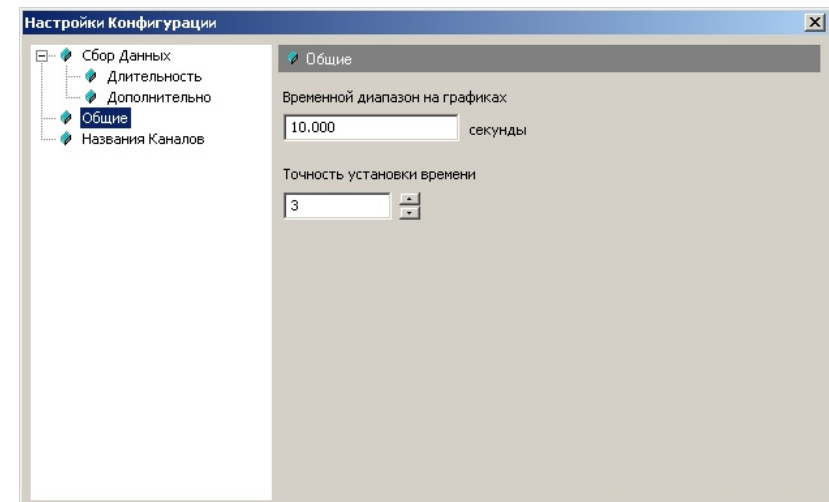 Настройки Конфигурации
Сбор Данных
Длительность
Дополнительно
Общие
Названия Каналов
Общие
Временной диапазон на графиках
10.000 секунды
Точность установки времени
3